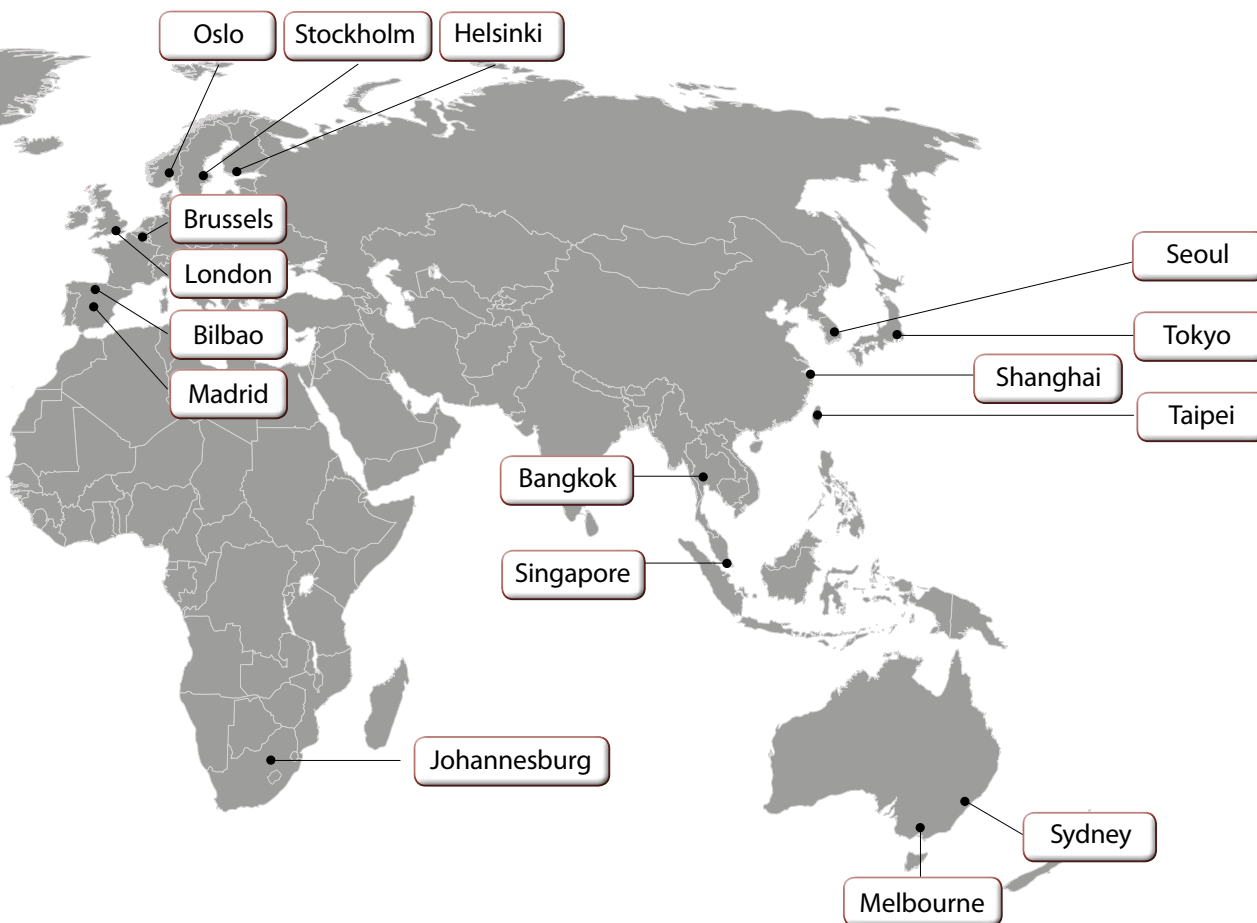 Oslo
Stockholm
Helsinki
Brussels
London
Bilbao
Madrid
Seoul
Tokyo
Shanghai
Taipei
Bangkok
Singapore
Johannesburg
Sydney
Melbourne